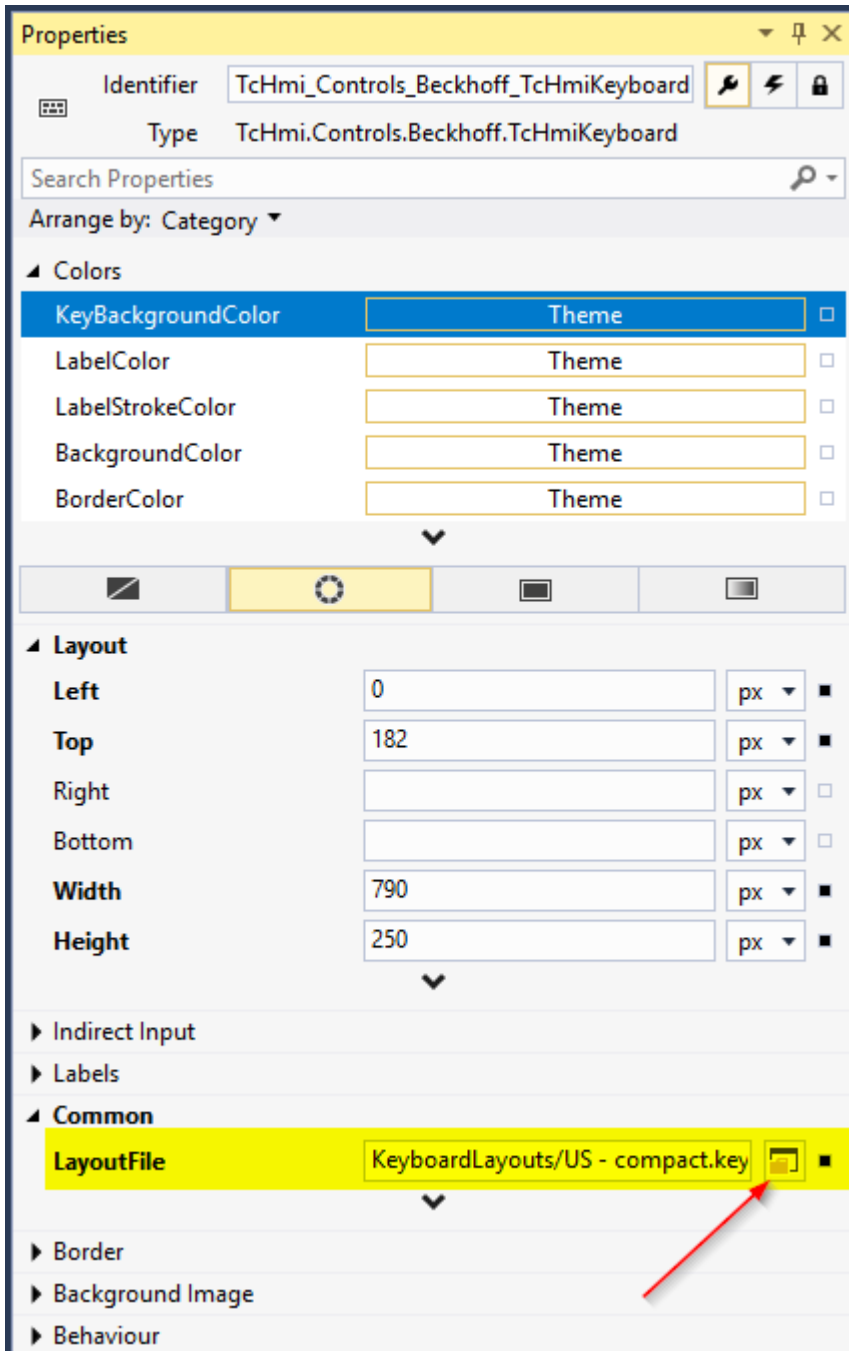 Properties
Identifier TcHmi_Controls_Beckhoff_TcHmiKeyboard
Type TcHmi.Controls.Beckhoff.TcHmiKeyboard
Search Properties
Arrange by: Category
Colors
KeyBackgroundColor Theme
LabelColor Theme
LabelStrokeColor Theme
BackgroundColor Theme
BorderColor Theme
Layout
Left 0 px
Top 182 px
Right px
Bottom px
Width 790 px
Height 250 px
Indirect Input
Labels
Common
LayoutFile KeyboardLayouts/US - compact.key
Border
Background Image
Behaviour